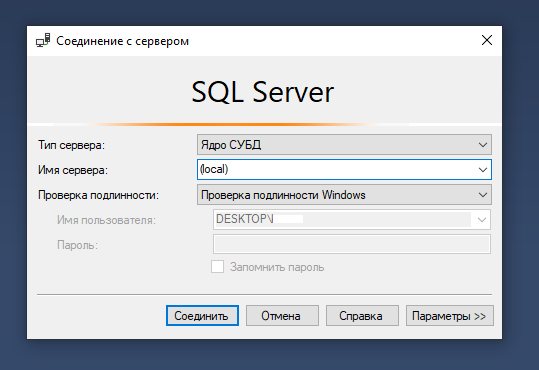 Соединение с сервером
SQL Server
Тип сервера: Ядро СУБД
Имя сервера: (local)
Проверка подлинности: Проверка подлинности Windows
Имя пользователя: DESKTOP\
Пароль:
Запомнить пароль
Соединить Отмена Справка Параметры >>